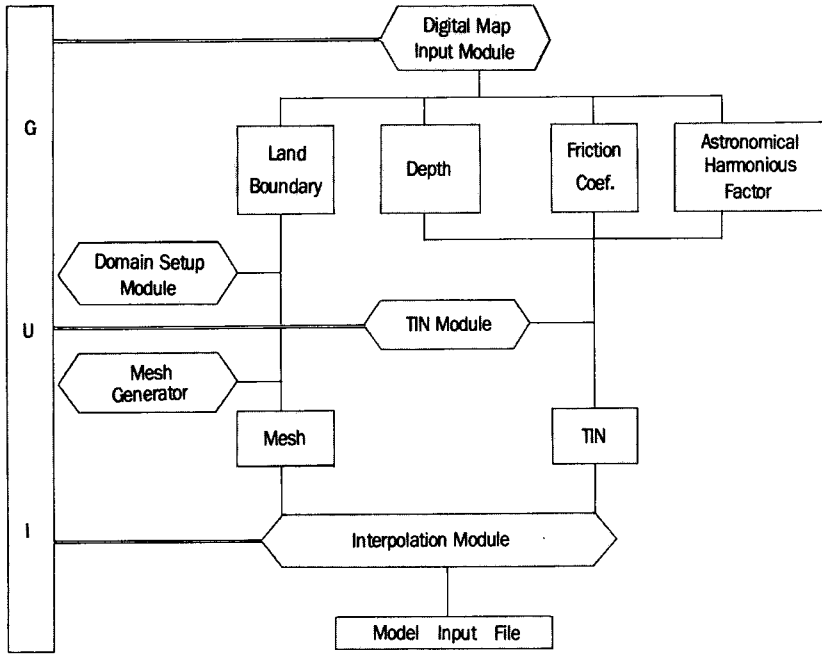 Digital Map
Input Module
G
U
I
Land
Boundary
Depth
Friction
Coef.
Astronomical
Harmonious
Factor
Domain Setup
Module
TIN Module
Mesh
Generator
Mesh
TIN
Interpolation Module
Model Input File